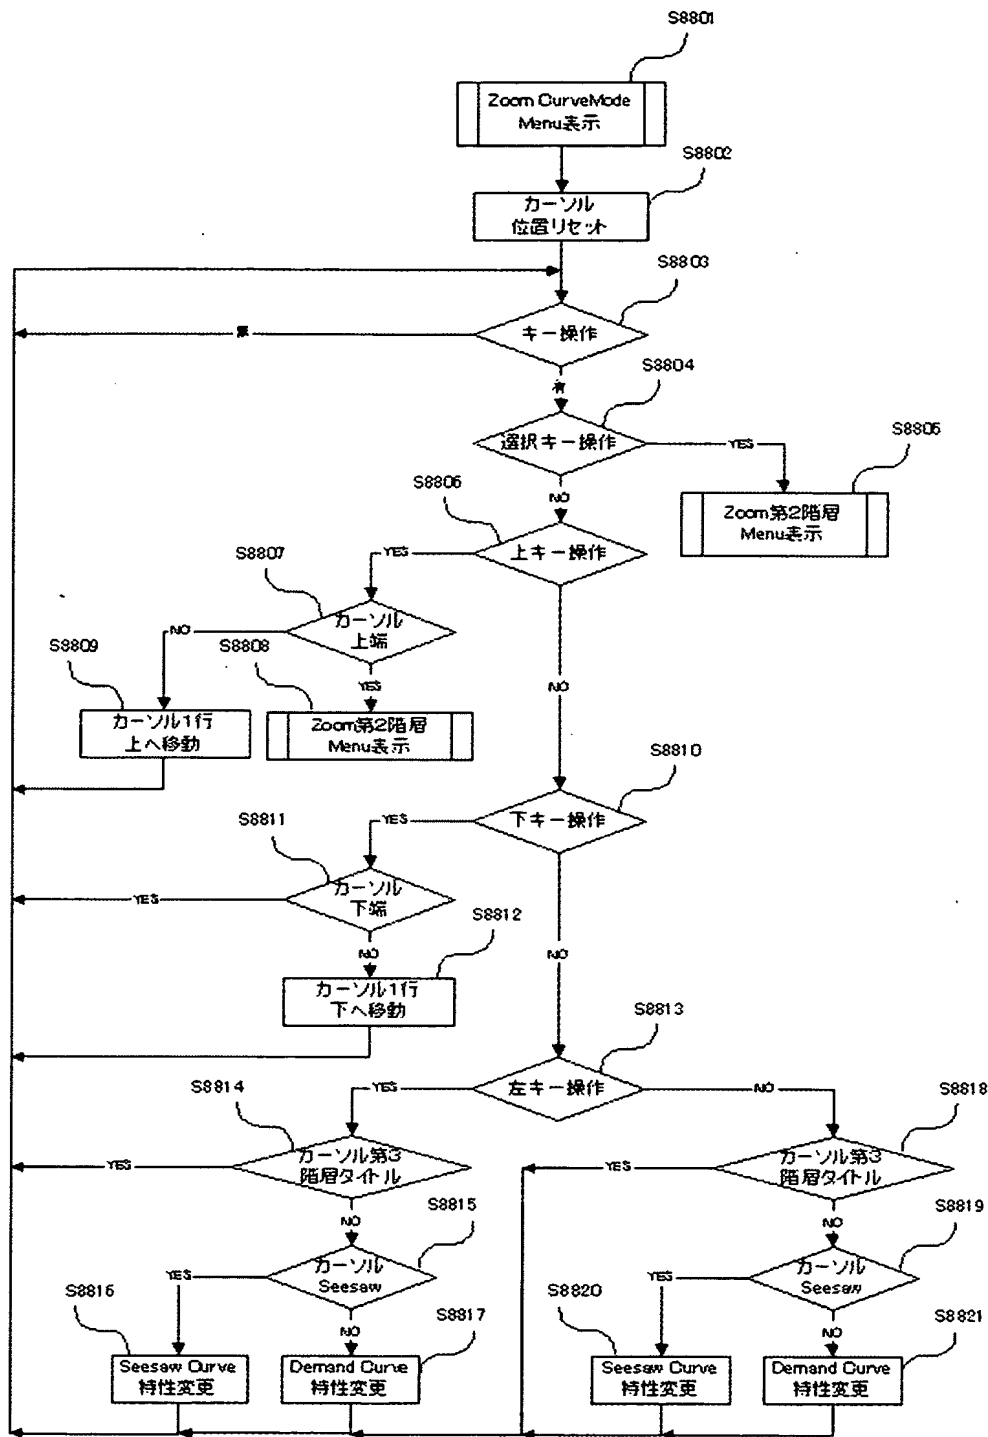 S8801
Zoom CurveMode
Menu表示
S8802
カーソル
位置リセット
S8803
キー操作
無
有
S8804
選択キー操作
YES
NO
S8805
Zoom第2階層
Menu表示
S8806
上キー操作
YES
NO
S8807
カーソル
上端
NO
YES
S8808
Zoom第2階層
Menu表示
S8809
カーソル1行
上へ移動
S8810
下キー操作
YES
NO
S8811
カーソル
下端
YES
NO
S8812
カーソル1行
下へ移動
S8813
左キー操作
YES
NO
S8814
カーソル第3
階層タイトル
YES
NO
S8815
カーソル
Seesaw
YES
NO
S8816
Seesaw Curve
特性変更
S8817
Demand Curve
特性変更
S8818
カーソル第3
階層タイトル
YES
NO
S8819
カーソル
Seesaw
YES
NO
S8820
Seesaw Curve
特性変更
S8821
Demand Curve
特性変更